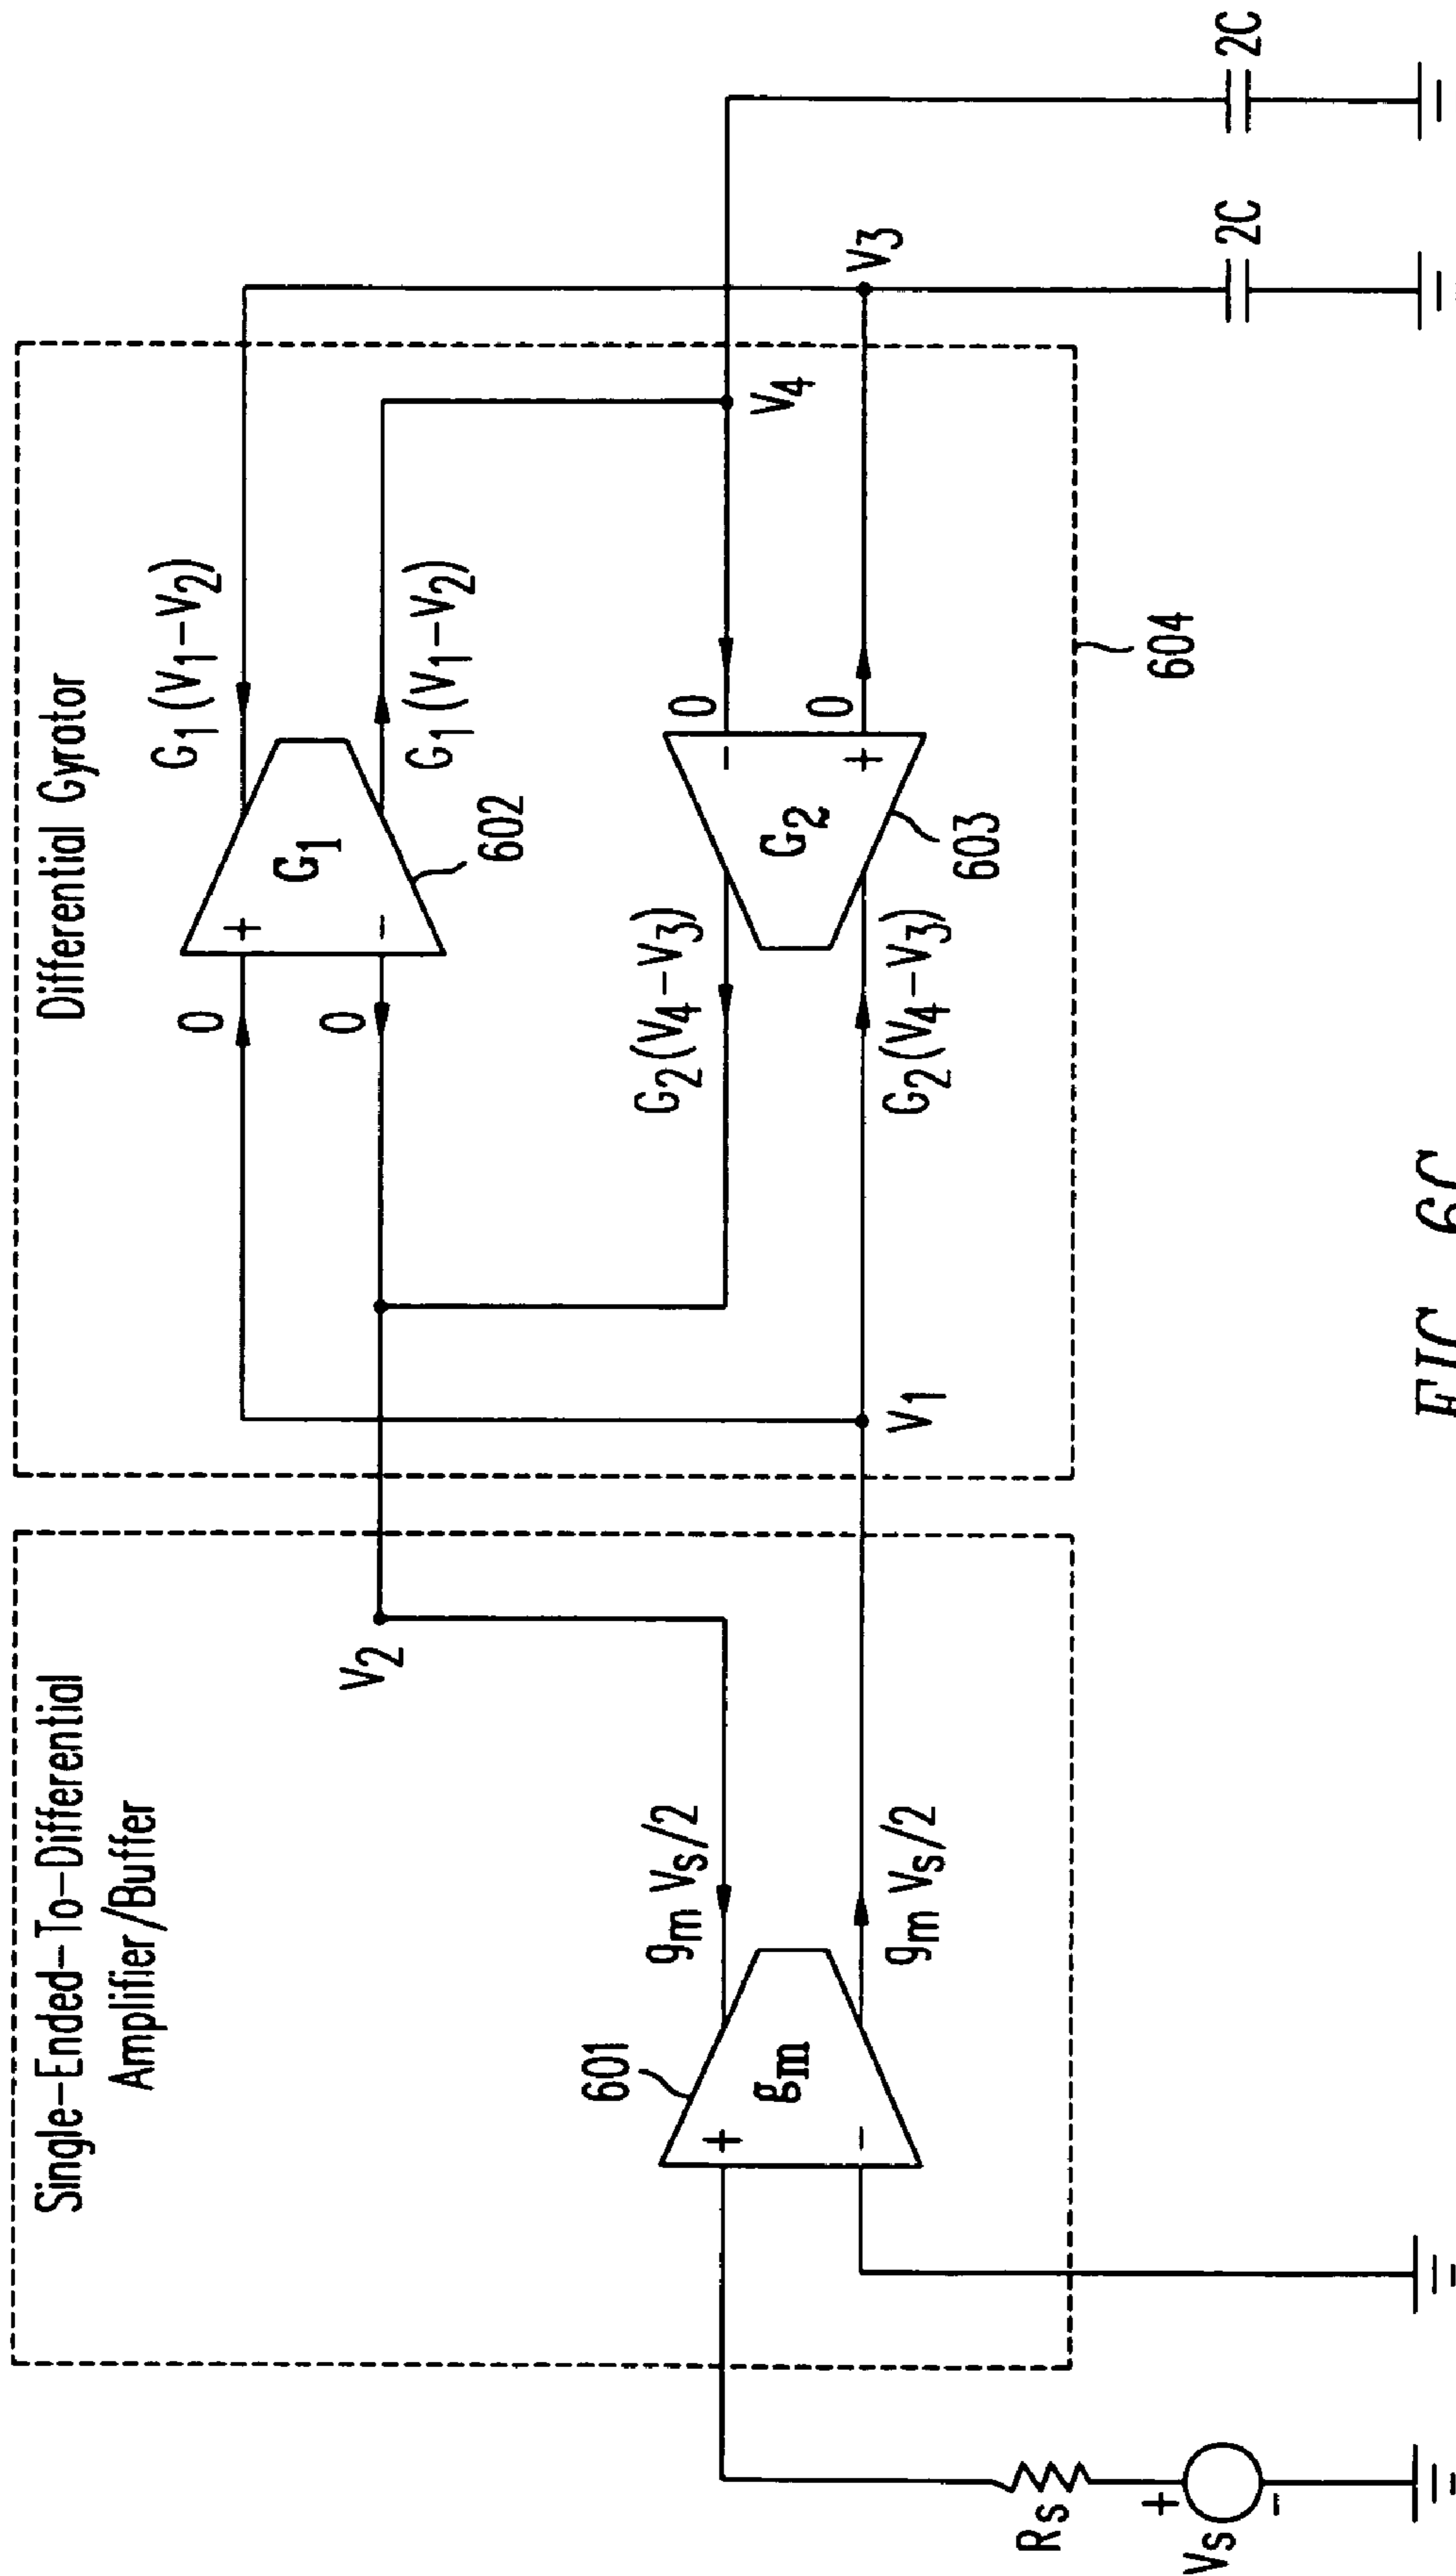 Single-Ended-To-Differential
Amplifier/Buffer
Differential Gyrator
V2
601
gm
+
-
gm Vs/2
gm Vs/2
Rs
+
Vs
-
0
+
G1
-
0
602
G1 (V1-V2)
G1 (V1-V2)
G2 (V4-V3)
G2 (V4-V3)
G2
-
+
0
0
603
V1
V4
V3
604
2C
2C
FIG. 6C